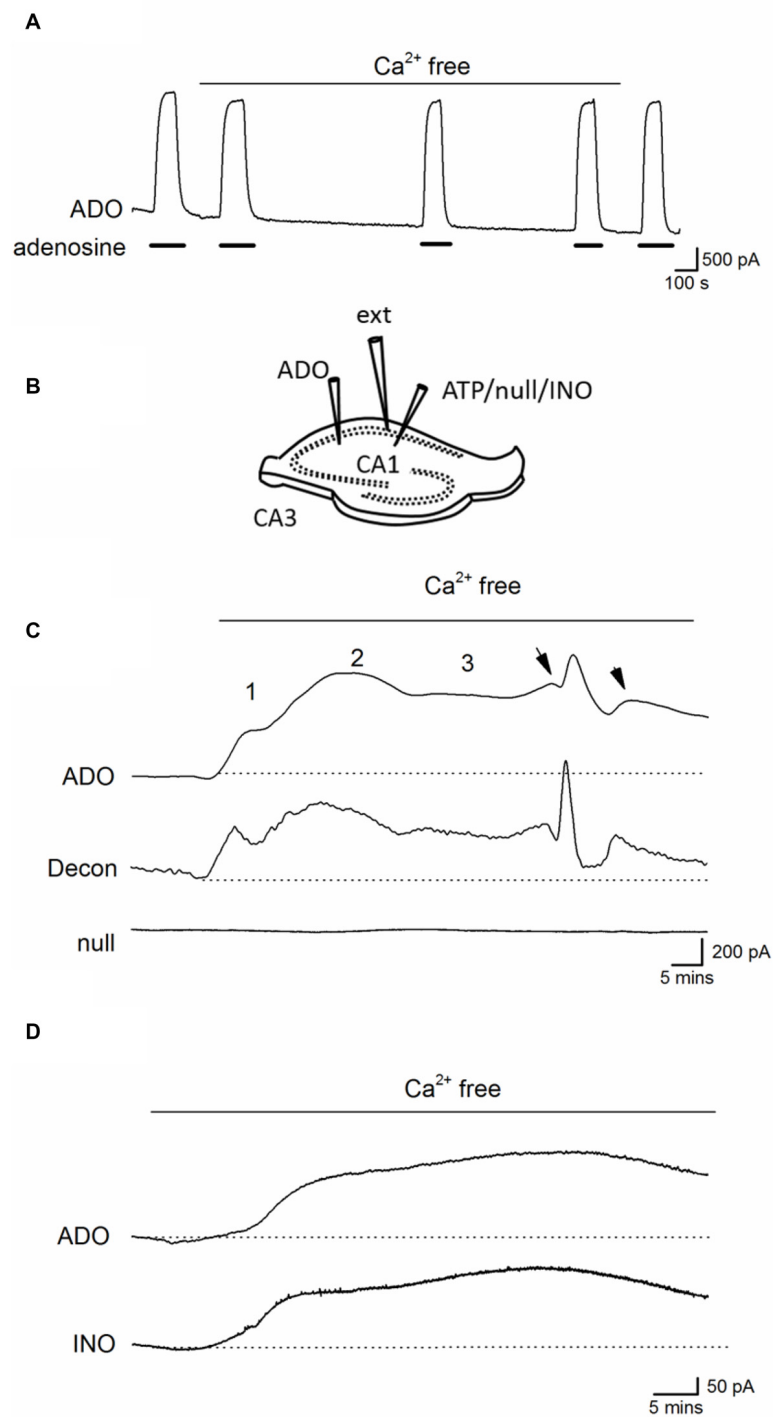 A
Ca²⁺ free
ADO
adenosine
500 pA
100 s
B
ext
ADO
ATP/null/INO
CA1
CA3
C
Ca²⁺ free
1
2
3
ADO
Decon
null
200 pA
5 mins
D
Ca²⁺ free
ADO
INO
50 pA
5 mins